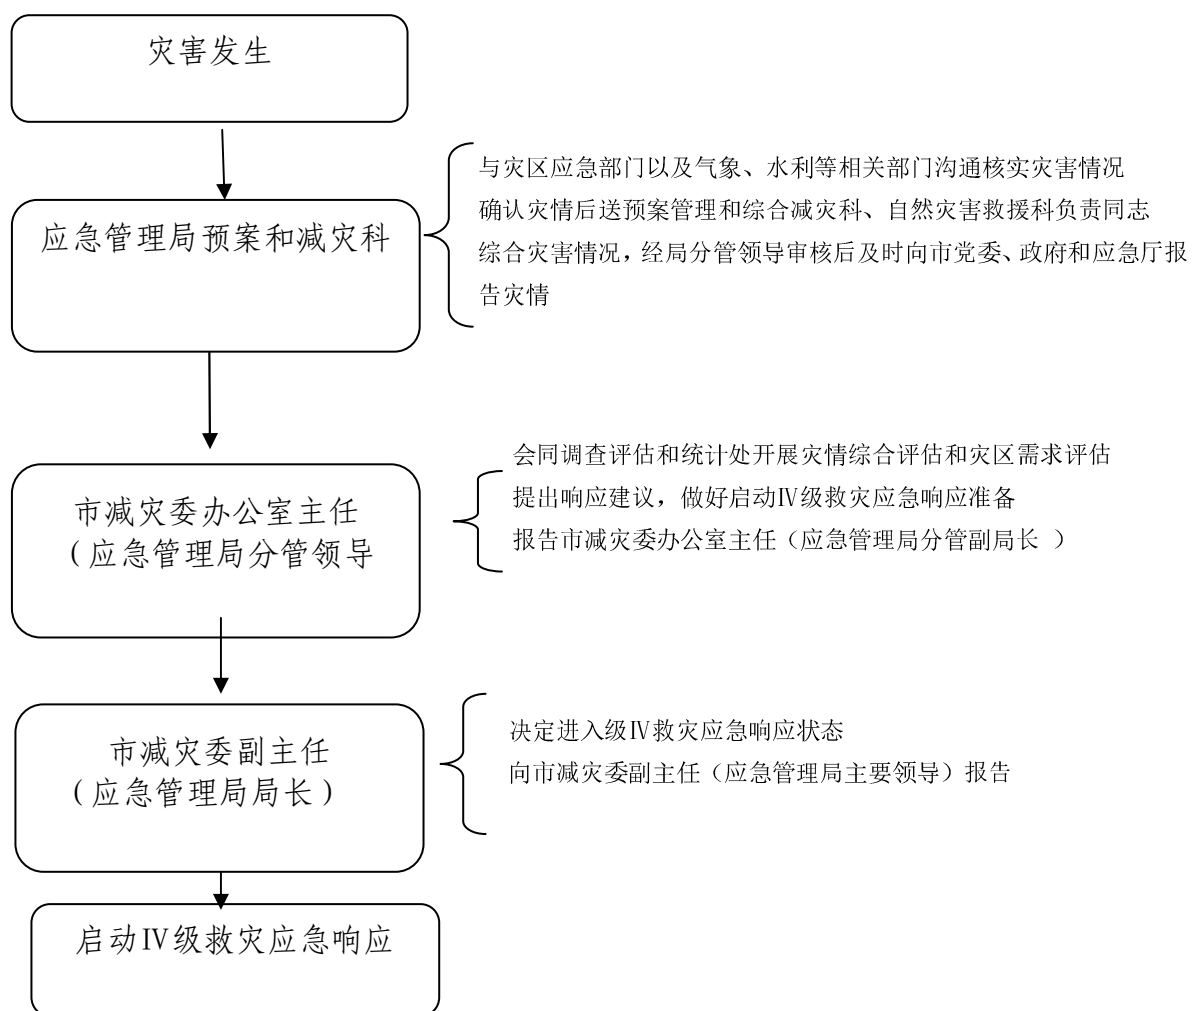 灾害发生
与灾区应急部门以及气象、水利等相关部门沟通核实灾害情况
确认灾情后送预案管理和综合减灾科、自然灾害救援科负责同志
综合灾害情况，经局分管领导审核后及时向市党委、政府和应急厅报
告灾情
应急管理局预案和减灾科
会同调查评估和统计处开展灾情综合评估和灾区需求评估
提出响应建议，做好启动Ⅳ级救灾应急响应准备
报告市减灾委办公室主任（应急管理局分管副局长 ）
市减灾委办公室主任
（应急管理局分管领导
决定进入级Ⅳ救灾应急响应状态
向市减灾委副主任（应急管理局主要领导）报告
市减灾委副主任
（应急管理局局长）
启动Ⅳ级救灾应急响应